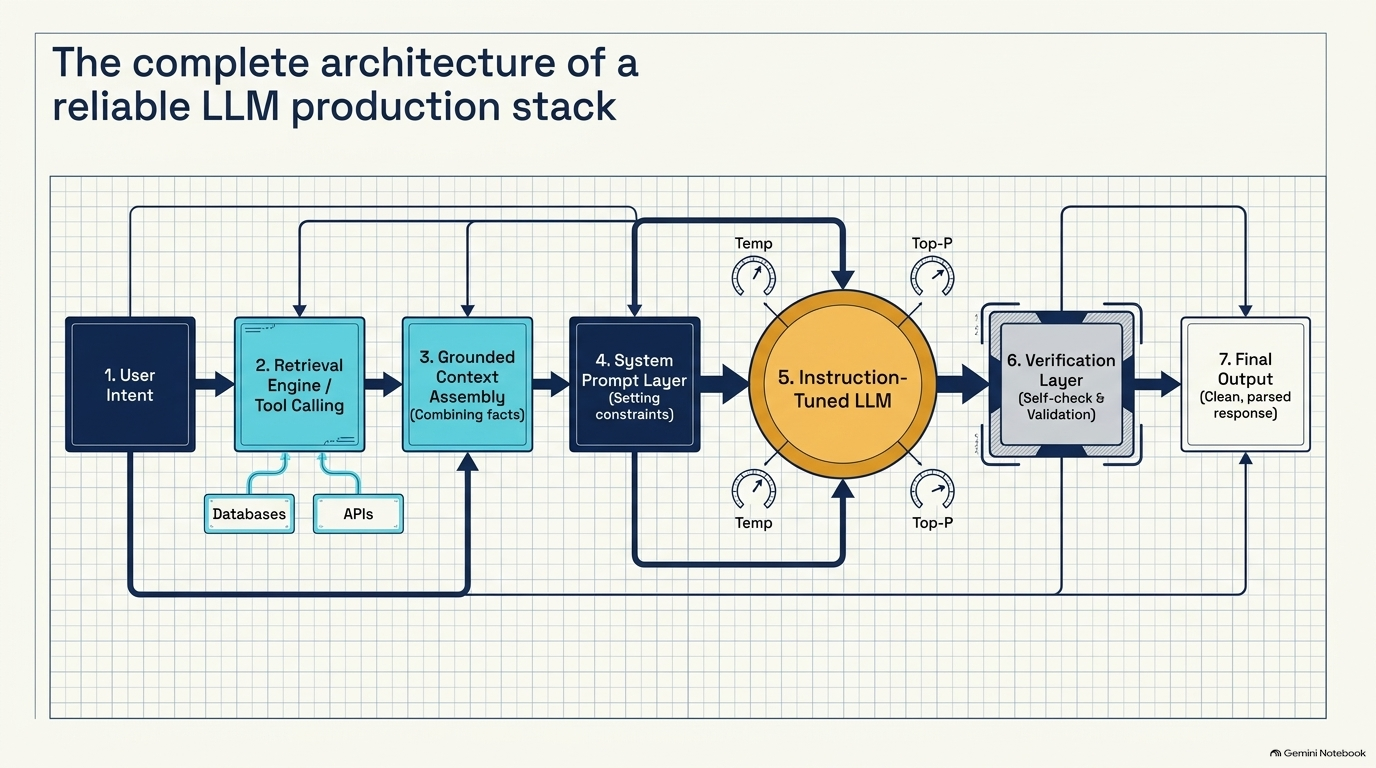 The complete architecture of a
reliable LLM production stack
Temp
Top-P
1. User
Intent
2. Retrieval
Engine /
Tool Calling
3. Grounded
Context
Assembly
(Combining facts)
4. System
Prompt Layer
(Setting
constraints)
5. Instruction-
Tuned LLM
6. Verification
Layer
(Self-check &
Validation)
7. Final
Output
(Clean, parsed
response)
Databases
APIs
Temp
Top-P
Gemini Notebook